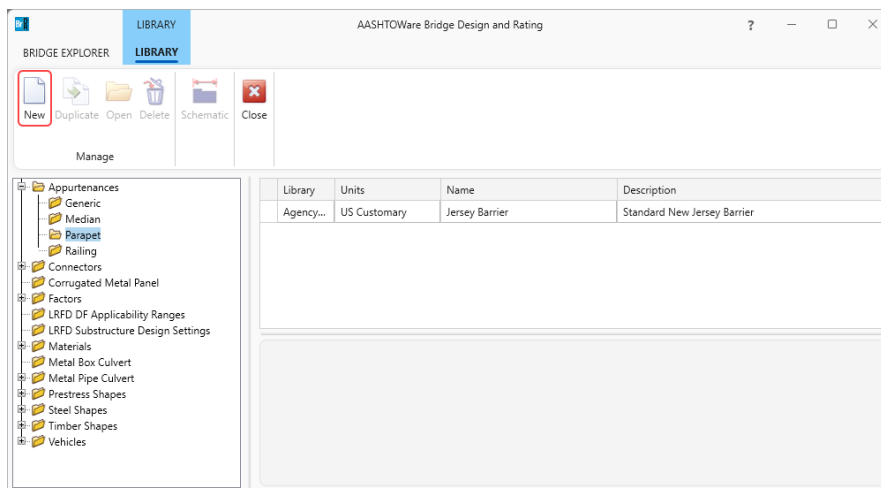 Br
LIBRARY
AASHTOWare Bridge Design and Rating
?
BRIDGE EXPLORER LIBRARY
New Duplicate Open Delete Schematic Close
Manage
Appurtenances
Generic
Median
Parapet
Railing
Connectors
Corrugated Metal Panel
Factors
LRFD DF Applicability Ranges
LRFD Substructure Design Settings
Materials
Metal Box Culvert
Metal Pipe Culvert
Prestress Shapes
Steel Shapes
Timber Shapes
Vehicles
Library Units Name Description
Agency... US Customary Jersey Barrier Standard New Jersey Barrier